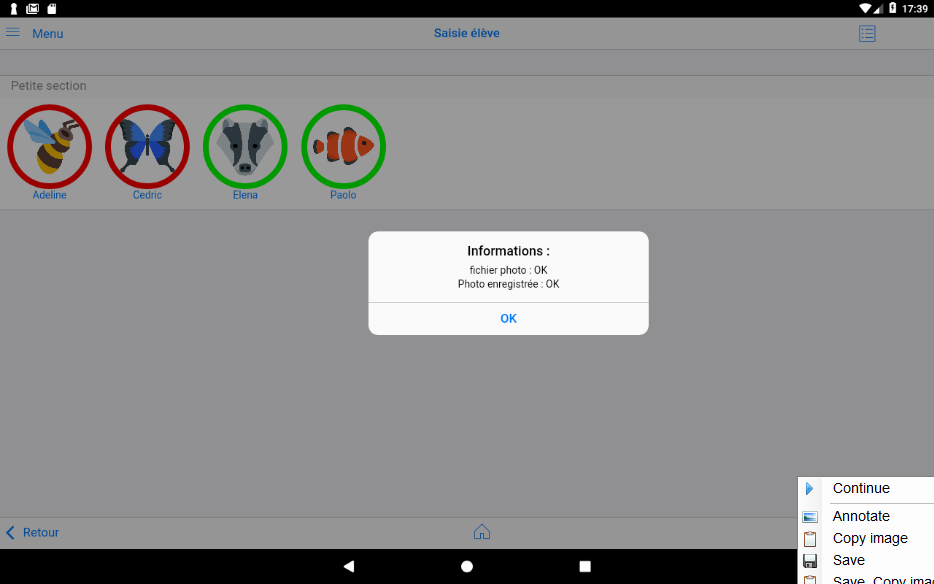 17:39
Menu
Saisie élève
Petite section
Adeline
Cedric
Elena
Paolo
Informations :
fichier photo : OK
Photo enregistrée : OK
OK
Continue
Annotate
Copy image
Save
Save, Copy ima
Retour